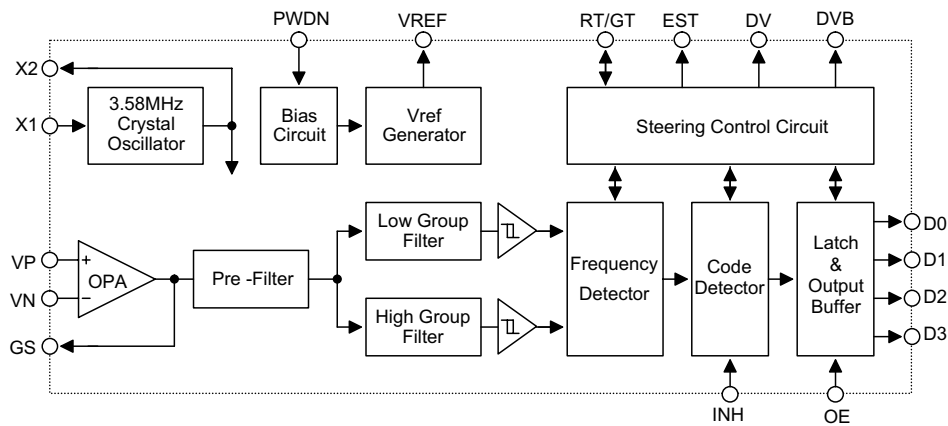 PWDN
VREF
RT/GT
EST
DV
DVB
X2
X1
3.58MHz
Crystal
Oscillator
Bias
Circuit
Vref
Generator
Steering Control Circuit
VP
VN
GS
+
−
OPA
Pre -Filter
Low Group
Filter
High Group
Filter
Frequency
Detector
Code
Detector
Latch
&
Output
Buffer
D0
D1
D2
D3
INH
OE